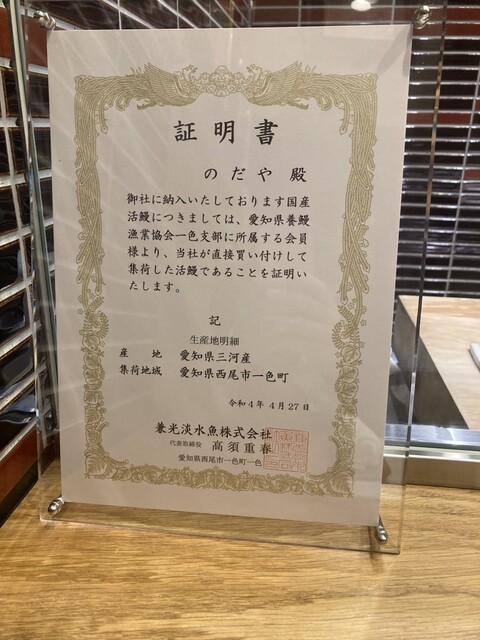 証明書
のだや 殿
御社に納入いたしております国産
活鰻につきましては、愛知県養鰻
漁業協会一色支部に所属する会員
様より、当社が直接買い付けして
集荷した活鰻であることを証明い
たします。
記
生産地明細
産　地　愛知県三河産
集荷地域　愛知県西尾市一色町
令和4年 4月27日
兼光淡水魚株式会社
代表取締役 高須重春
愛知県西尾市一色町一色